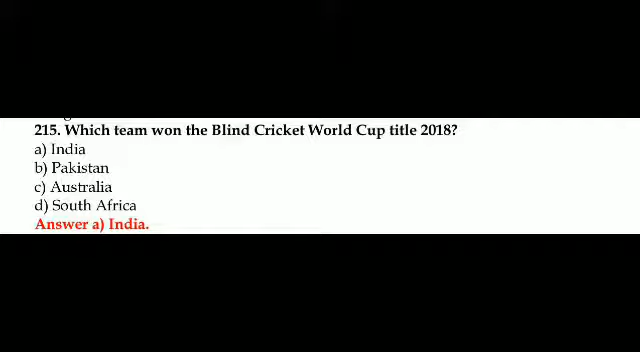 215. Which team won the Blind Cricket World Cup title 2018?
a) India
b) Pakistan
c) Australia
d) South Africa
Answer a) India.